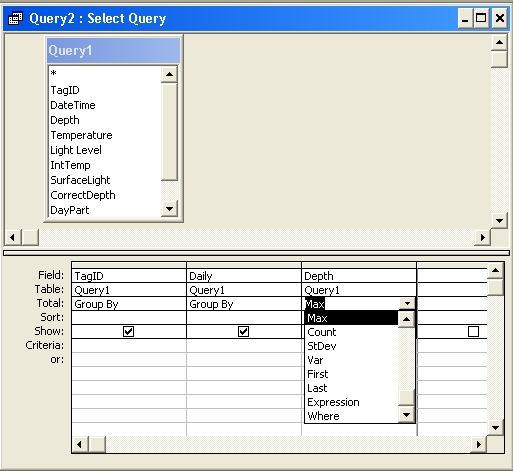 Query2 : Select Query
Query1
*
TagID
DateTime
Depth
Temperature
Light Level
IntTemp
SurfaceLight
CorrectDepth
DayPart
Field: TagID Daily Depth
Table: Query1 Query1 Query1
Total: Group By Group By Max
Sort:
Max
Show:
Count
Criteria:
StDev
or:
Var
First
Last
Expression
Where